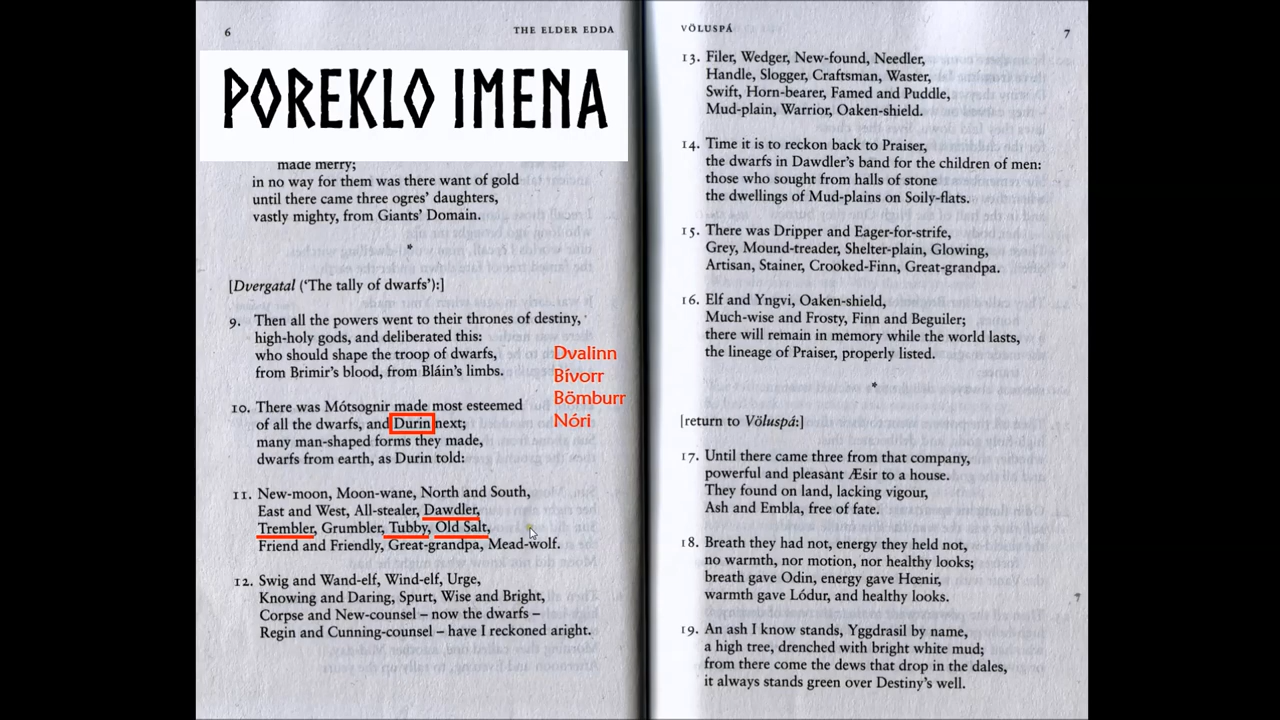 6
THE ELDER EDDA
POREKLO IMENA
made merry;
in no way for them was there want of gold
until there came three ogres' daughters,
vastly mighty, from Giants' Domain.
*
[Dvergatal ('The tally of dwarfs'):]
9. Then all the powers went to their thrones of destiny,
high-holy gods, and deliberated this:
who should shape the troop of dwarfs,
from Brimir's blood, from Bláin's limbs.
10. There was Mótsognir made most esteemed
of all the dwarfs, and Durin next;
many man-shaped forms they made,
dwarfs from earth, as Durin told:
11. New-moon, Moon-wane, North and South,
East and West, All-stealer, Dawdler,
Trembler, Grumbler, Tubby, Old Salt,
Friend and Friendly, Great-grandpa, Mead-wolf.
12. Swig and Wand-elf, Wind-elf, Urge,
Knowing and Daring, Spurt, Wise and Bright,
Corpse and New-counsel – now the dwarfs –
Regin and Cunning-counsel – have I reckoned aright.
Dvalinn
Bívorr
Bömburr
Nóri
VÖLUSPÁ
7
13. Filer, Wedger, New-found, Needler,
Handle, Slogger, Craftsman, Waster,
Swift, Horn-bearer, Famed and Puddle,
Mud-plain, Warrior, Oaken-shield.
14. Time it is to reckon back to Praiser,
the dwarfs in Dawdler's band for the children of men:
those who sought from halls of stone
the dwellings of Mud-plains on Soily-flats.
15. There was Dripper and Eager-for-strife,
Grey, Mound-treader, Shelter-plain, Glowing,
Artisan, Stainer, Crooked-Finn, Great-grandpa.
16. Elf and Yngvi, Oaken-shield,
Much-wise and Frosty, Finn and Beguiler;
there will remain in memory while the world lasts,
the lineage of Praiser, properly listed.
*
[return to Völuspá:]
17. Until there came three from that company,
powerful and pleasant Æsir to a house.
They found on land, lacking vigour,
Ash and Embla, free of fate.
18. Breath they had not, energy they held not,
no warmth, nor motion, nor healthy looks;
breath gave Odin, energy gave Hœnir,
warmth gave Lódur, and healthy looks.
19. An ash I know stands, Yggdrasil by name,
a high tree, drenched with bright white mud;
from there come the dews that drop in the dales,
it always stands green over Destiny's well.